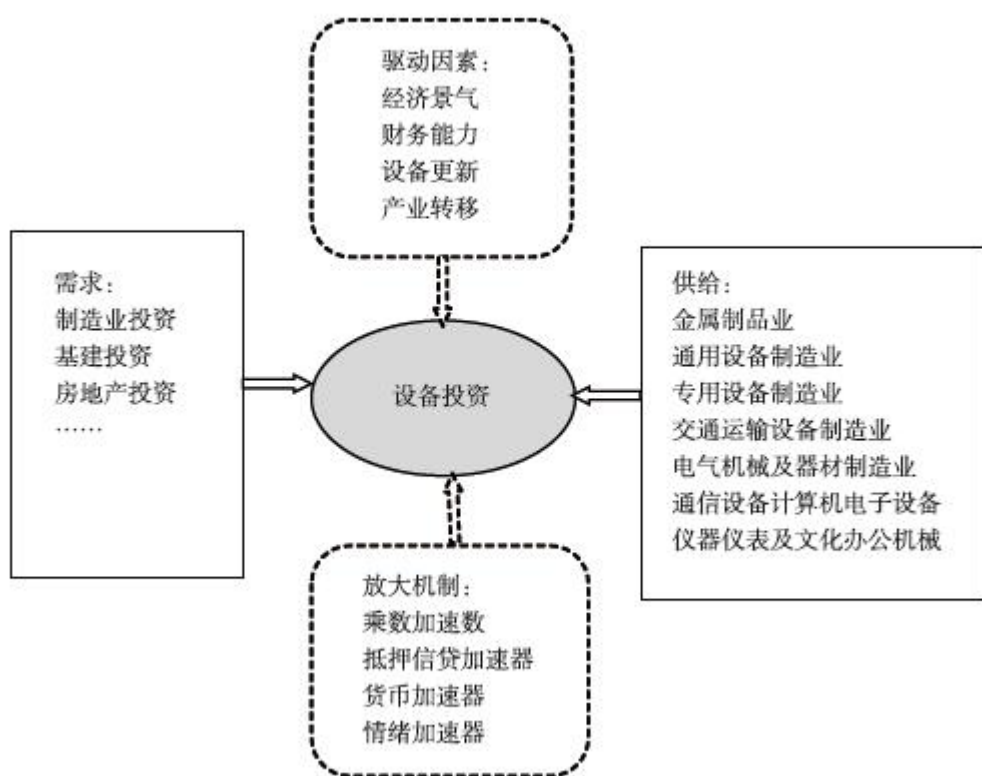 驱动因素：
经济景气
财务能力
设备更新
产业转移
需求：
制造业投资
基建投资
房地产投资
……
设备投资
供给：
金属制品业
通用设备制造业
专用设备制造业
交通运输设备制造业
电气机械及器材制造业
通信设备计算机电子设备
仪器仪表及文化办公机械
放大机制：
乘数加速数
抵押信贷加速器
货币加速器
情绪加速器